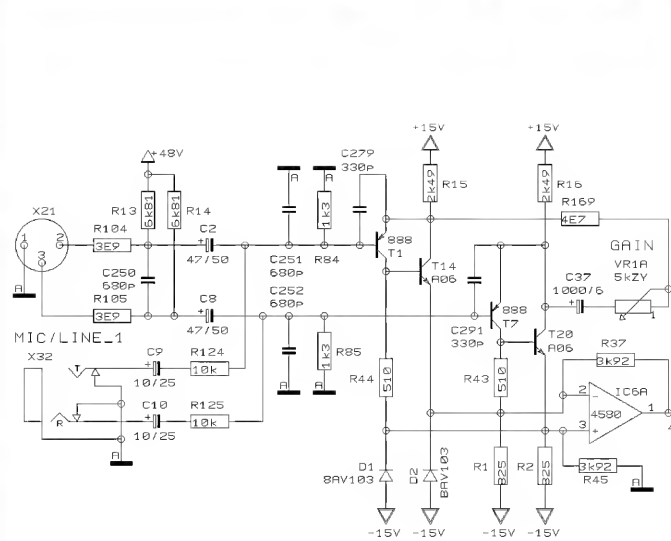 +15V +15V
C279
330p
+48V
R15
2k49
R16
2k49
R169
4E7
X21
R13
6k81
R14
6k81
A A
1k3
R104
3E9
C2
47/50
888
T1
GAIN
VR1A
5kZY
1 2 3
C251
680p
R84
T14
A06
C37
1000/6
C250
680p
C252
680p
A
R105
3E9
C8
47/50
888
T7
C291
330p
T20
A06
R37
3k92
MIC/LINE_1
X32
C9
10/25
R124
10k
1k3
R85
R44
510
R43
510
IC6A
4580
2
3
1
4
T
A A
R
C10
10/25
R125
10k
D1
8AV103
D2
BAV103
R1
825
R2
825
3k92
R45
A
A
-15V -15V -15V -15V